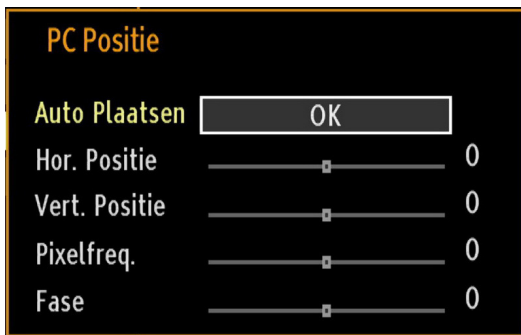 PC Positie
Auto Plaatsen OK
Hor. Positie 0
Vert. Positie 0
Pixelfreq. 0
Fase 0